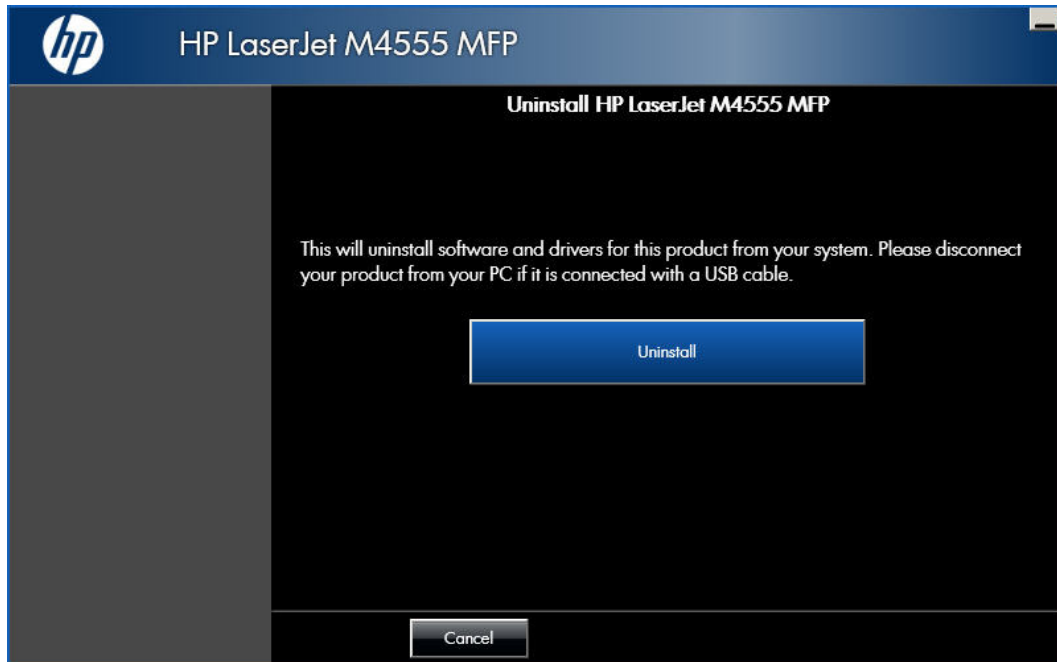 hp
HP LaserJet M4555 MFP
Uninstall HP LaserJet M4555 MFP
This will uninstall software and drivers for this product from your system. Please disconnect
your product from your PC if it is connected with a USB cable.
Uninstall
Cancel